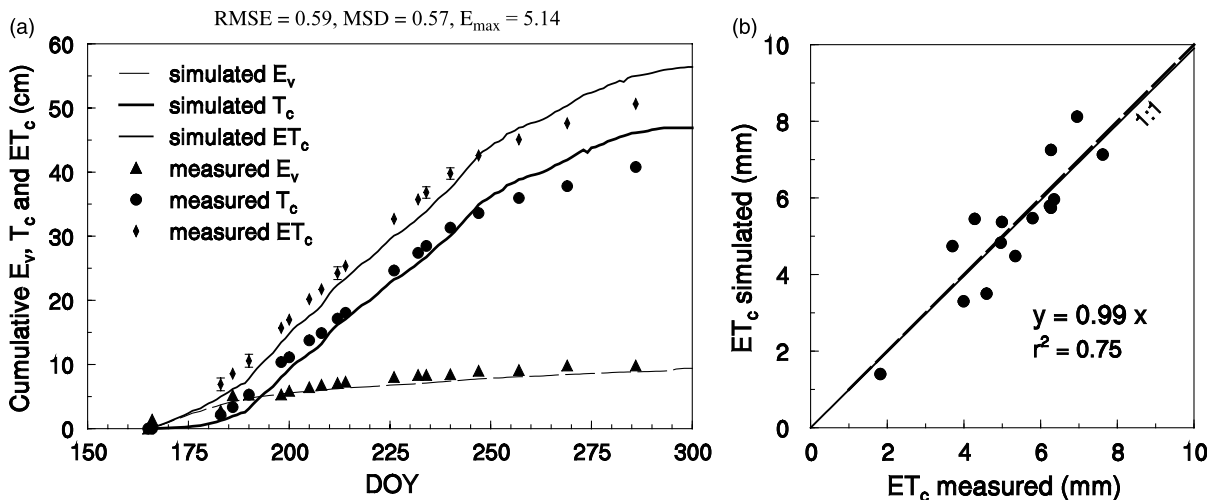 RMSE = 0.59, MSD = 0.57, Emax = 5.14
(a)
60
50
40
30
20
10
0
Cumulative Ev, Tc and ETc (cm)
simulated Ev
simulated Tc
simulated ETc
measured Ev
measured Tc
measured ETc
150 175 200 225 250 275 300
DOY
(b)
10
8
6
4
2
0
ETc simulated (mm)
1:1
y = 0.99 x
r² = 0.75
0 2 4 6 8 10
ETc measured (mm)